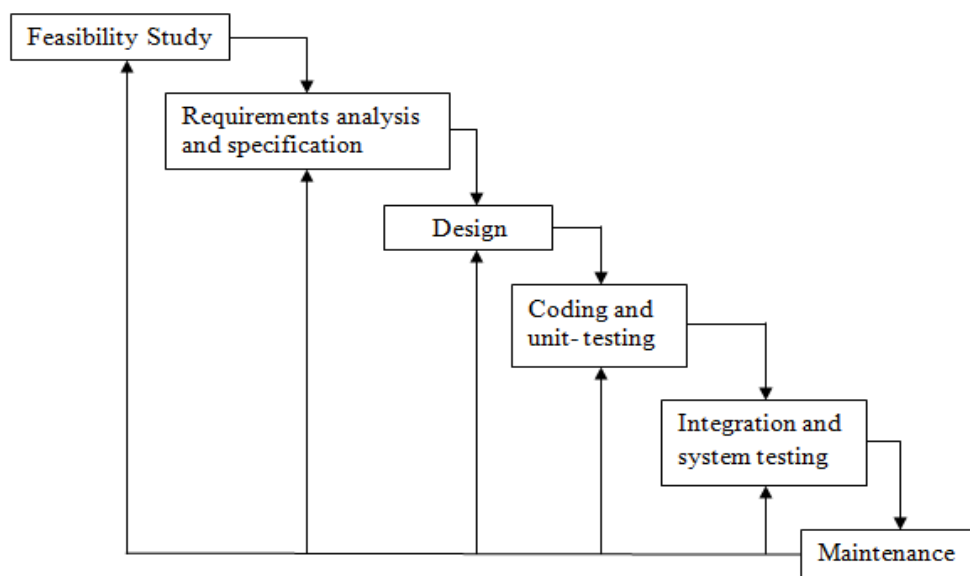 Feasibility Study
Requirements analysis
and specification
Design
Coding and
unit- testing
Integration and
system testing
Maintenance